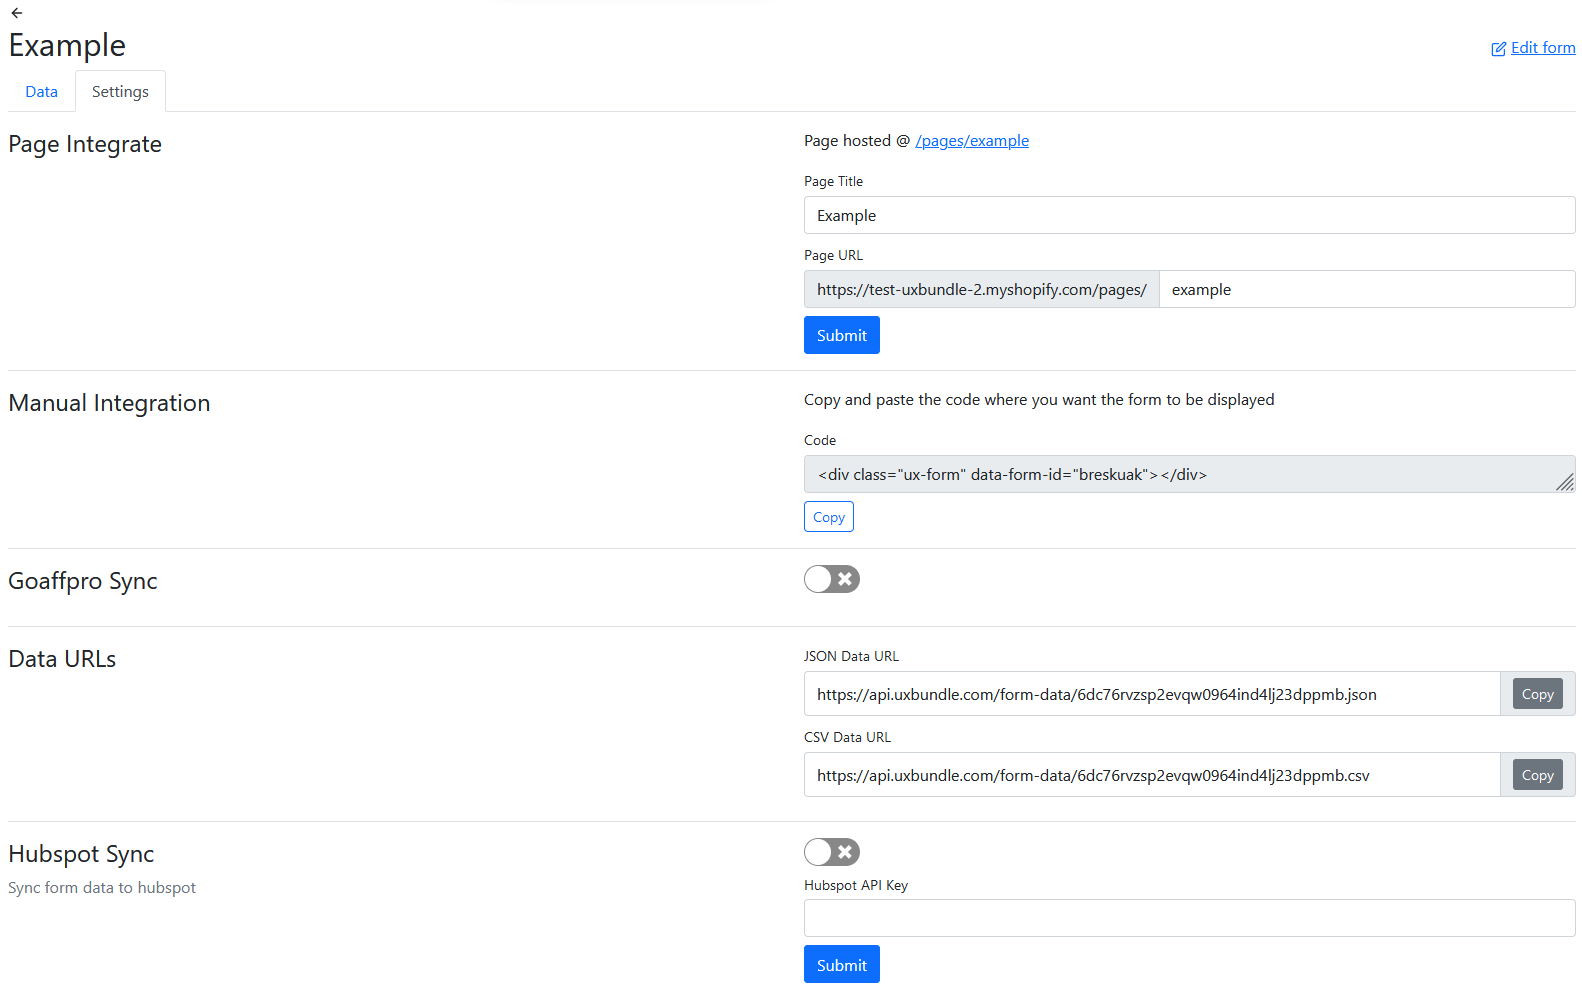 Example
Edit form
Data
Settings
Page Integrate
Page hosted @ /pages/example
Page Title
Example
Page URL
https://test-uxbundle-2.myshopify.com/pages/ example
Submit
Manual Integration
Copy and paste the code where you want the form to be displayed
Code
<div class="ux-form" data-form-id="breskuak"></div>
Copy
Goaffpro Sync
Data URLs
JSON Data URL
https://api.uxbundle.com/form-data/6dc76rvzsp2evqw0964ind4lj23dppmb.json
Copy
CSV Data URL
https://api.uxbundle.com/form-data/6dc76rvzsp2evqw0964ind4lj23dppmb.csv
Copy
Hubspot Sync
Sync form data to hubspot
Hubspot API Key
Submit